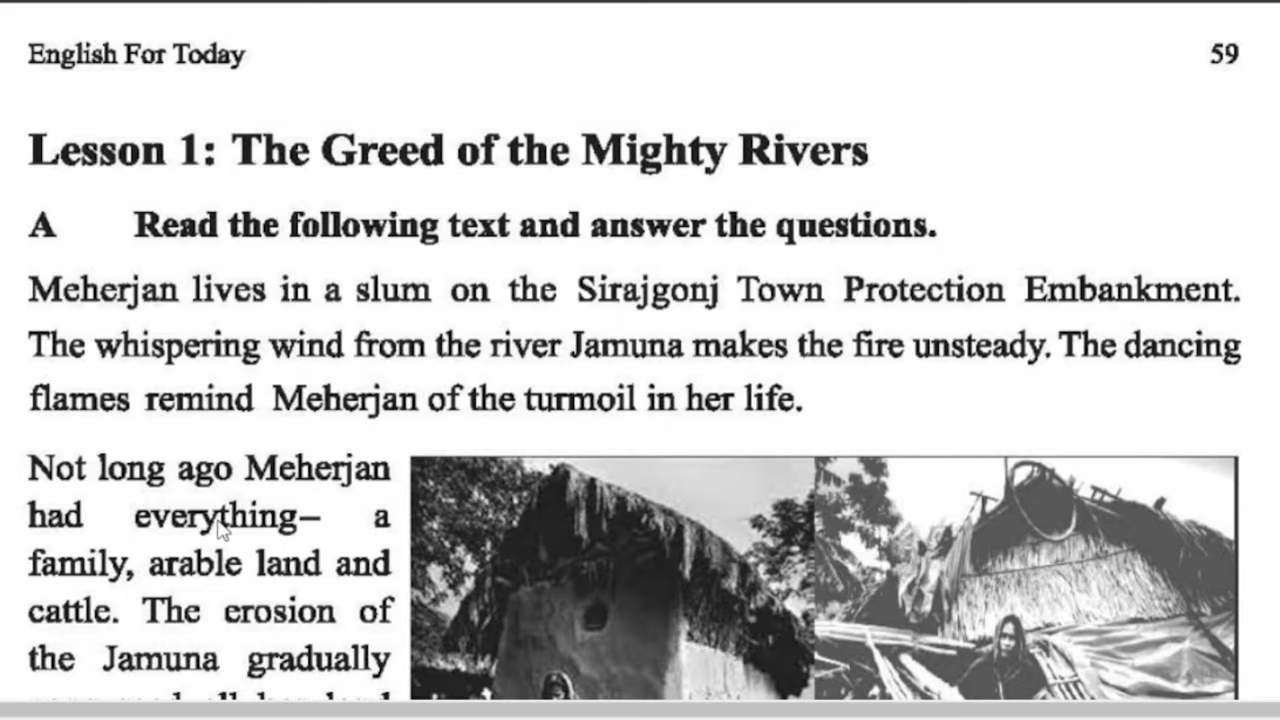 English For Today
59
Lesson 1: The Greed of the Mighty Rivers
A Read the following text and answer the questions.
Meherjan lives in a slum on the Sirajgonj Town Protection Embankment.
The whispering wind from the river Jamuna makes the fire unsteady. The dancing
flames remind Meherjan of the turmoil in her life.
Not long ago Meherjan
had everything– a
family, arable land and
cattle. The erosion of
the Jamuna gradually